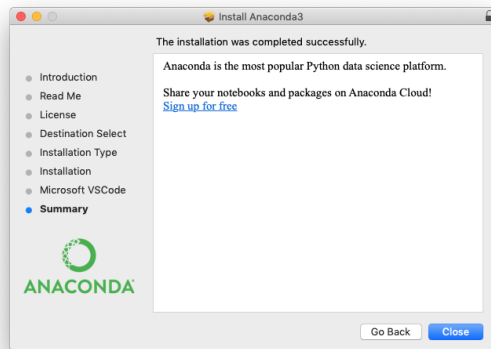 Install Anaconda3
The installation was completed successfully.
Introduction
Read Me
License
Destination Select
Installation Type
Installation
Microsoft VSCode
Summary
Anaconda is the most popular Python data science platform.
Share your notebooks and packages on Anaconda Cloud!
Sign up for free
ANACONDA
Go Back
Close